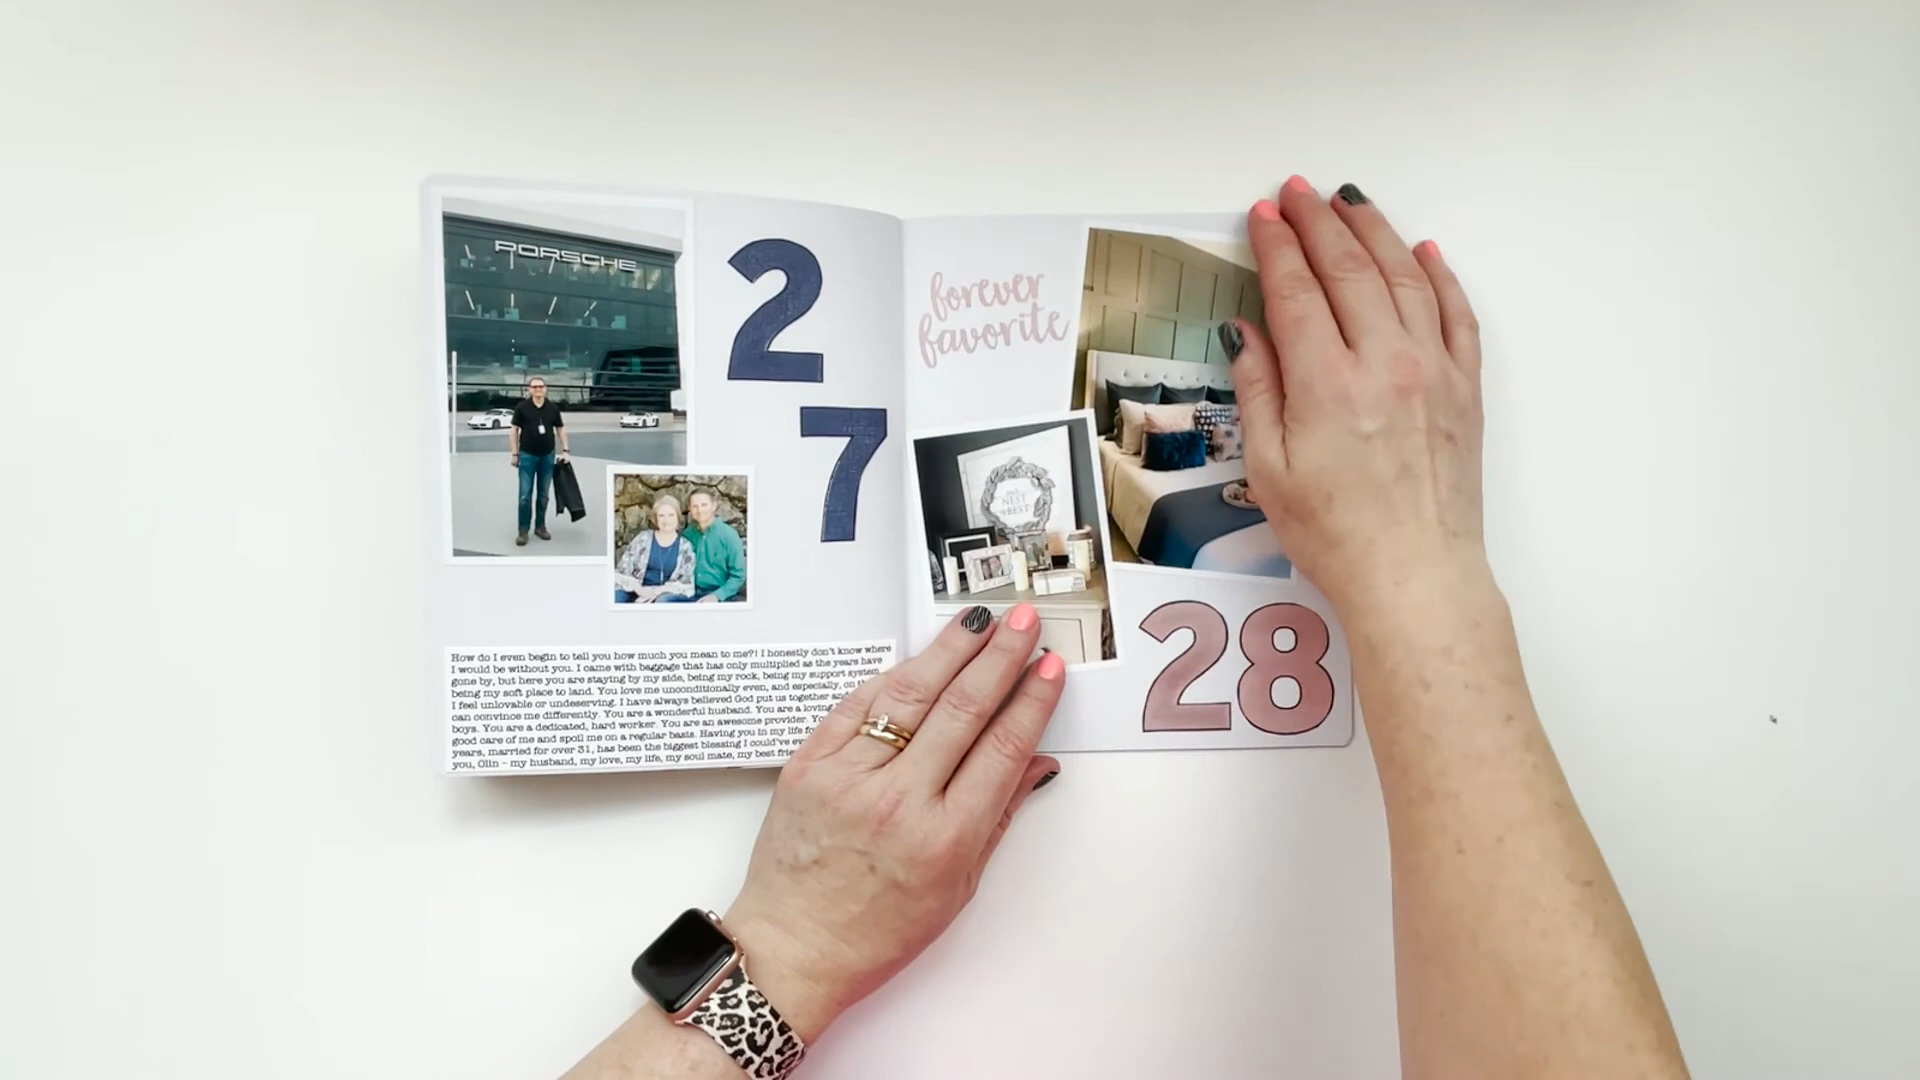 PORSCHE
2
7
How do I even begin to tell you how much you mean to me?! I honestly don't know where
I would be without you. I came with baggage that has only multiplied as the years have
gone by, but here you are staying by my side, being my rock, being my support system,
being my soft place to land. You love me unconditionally even, and especially, on
I feel unlovable or undeserving. I have always believed God put us together and
can convince me differently. You are a wonderful husband. You are a loving
boys. You are a dedicated, hard worker. You are an awesome provider.
good care of me and spoil me on a regular basis. Having you in my life
years, married for over 31, has been the biggest blessing I could've
you, Olin – my husband, my love, my life, my soul mate, my best
forever
favorite
NEST
BEST
28